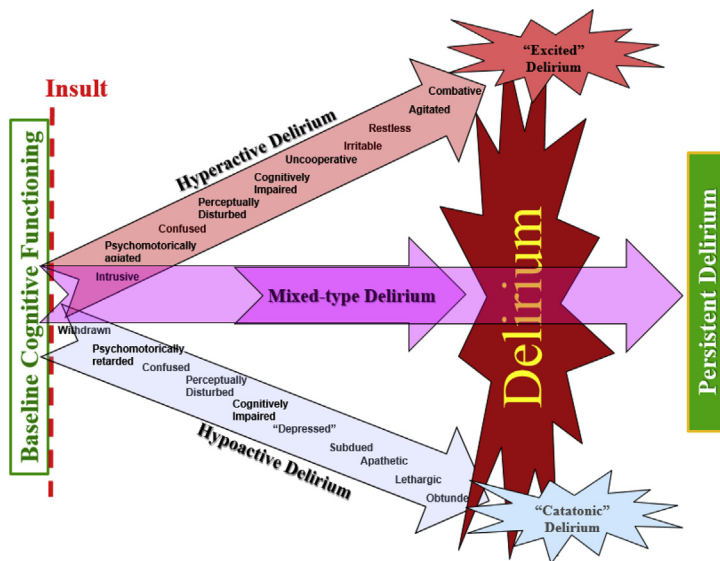 "Excited"
Delirium
Insult
Combative
Agitated
Restless
Irritable
Uncooperative
Cognitively
Impaired
Perceptually
Disturbed
Confused
Psychomotorically
agiated
Intrusive
Hyperactive Delirium
Baseline Cognitive Functioning
Mixed-type Delirium
Delirium
Persistent Delirium
Withdrawn
Psychomotorically
retarded
Confused
Perceptually
Disturbed
Cognitively
Impaired
"Depressed"
Subdued
Apathetic
Lethargic
Obtunde
Hypoactive Delirium
"Catatonic"
Delirium